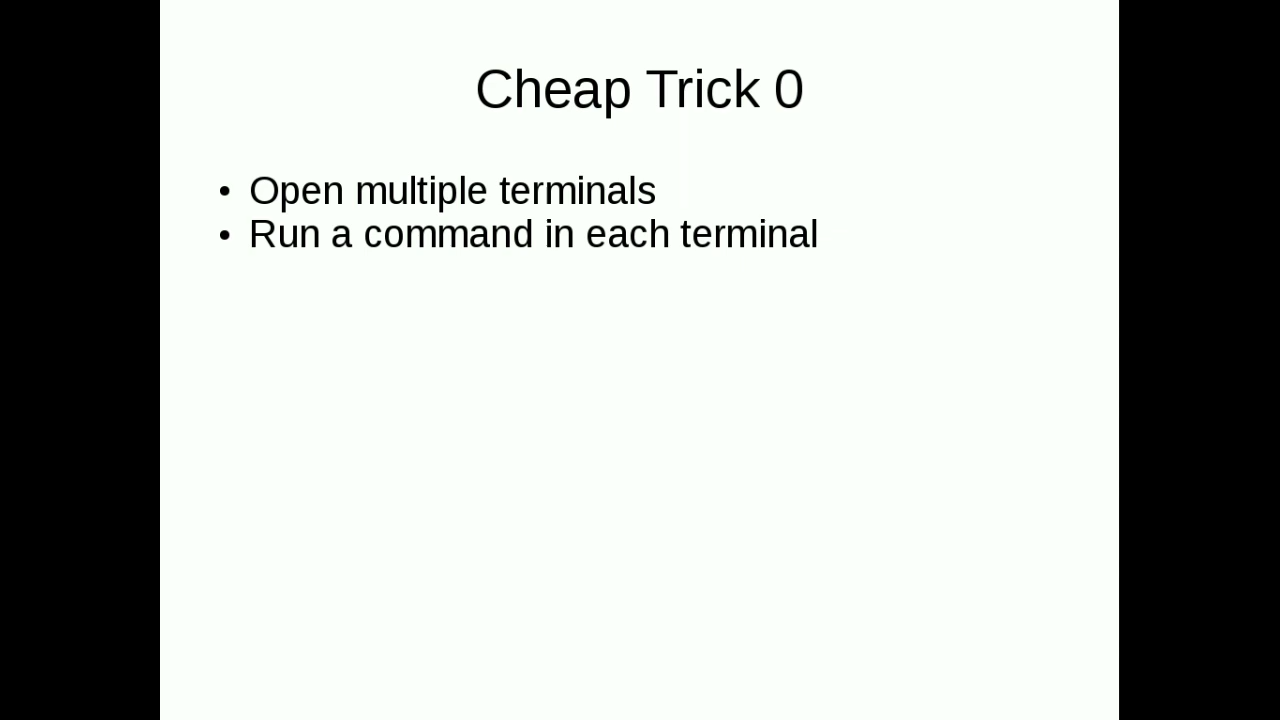 Cheap Trick 0
• Open multiple terminals
• Run a command in each terminal